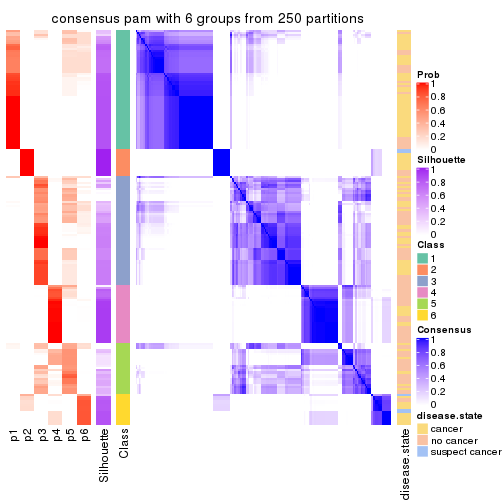 consensus pam with 6 groups from 250 partitions
Prob
1
0.8
0.6
0.4
0.2
0
Silhouette
1
0.8
0.6
0.4
0.2
0
Class
1
2
3
4
5
6
Consensus
1
0.8
0.6
0.4
0.2
0
disease.state
cancer
no cancer
suspect cancer
p1
p2
p3
p4
p5
p6
Silhouette
Class
disease.state